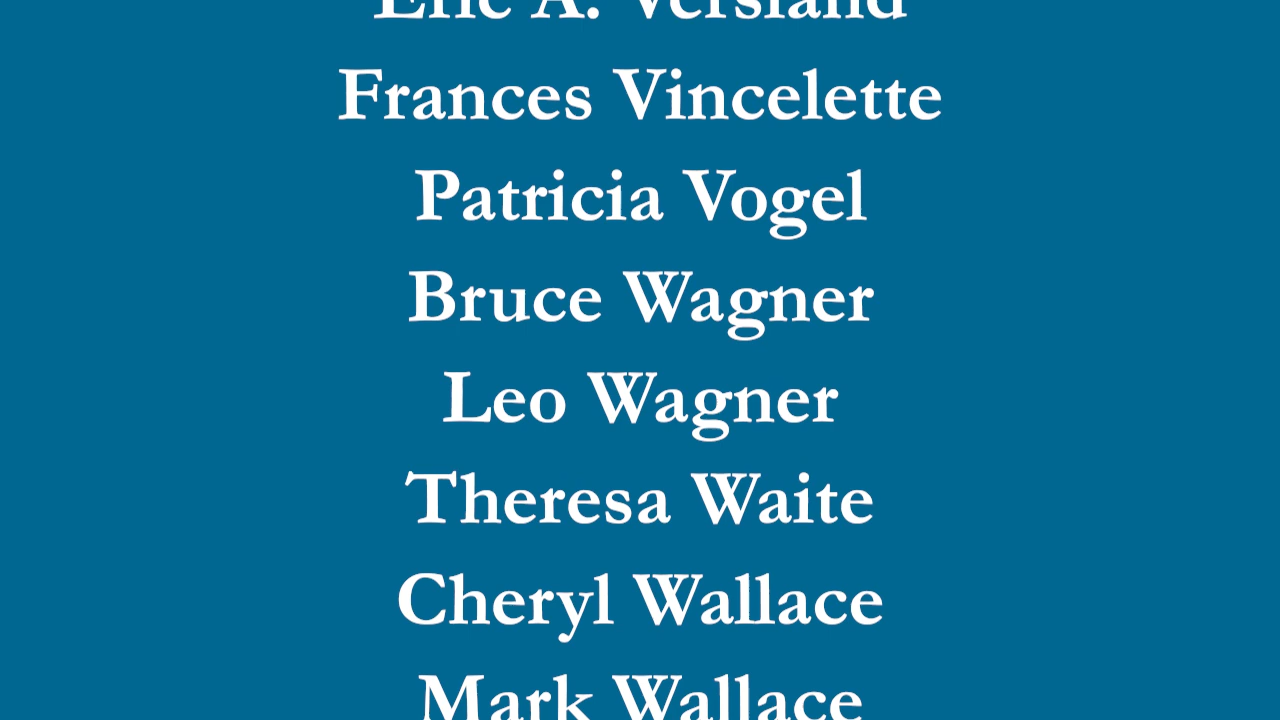 Eric A. Versland
Frances Vincelette
Patricia Vogel
Bruce Wagner
Leo Wagner
Theresa Waite
Cheryl Wallace
Mark Wallace